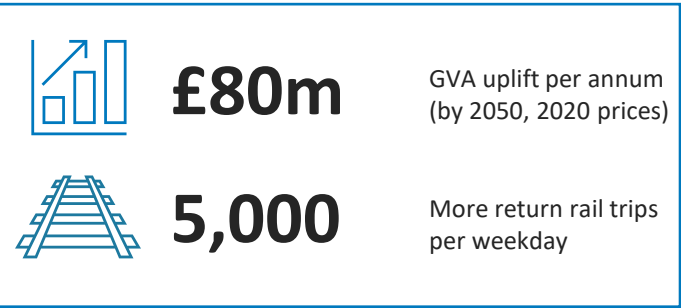 £80m
GVA uplift per annum
(by 2050, 2020 prices)
5,000
More return rail trips
per weekday